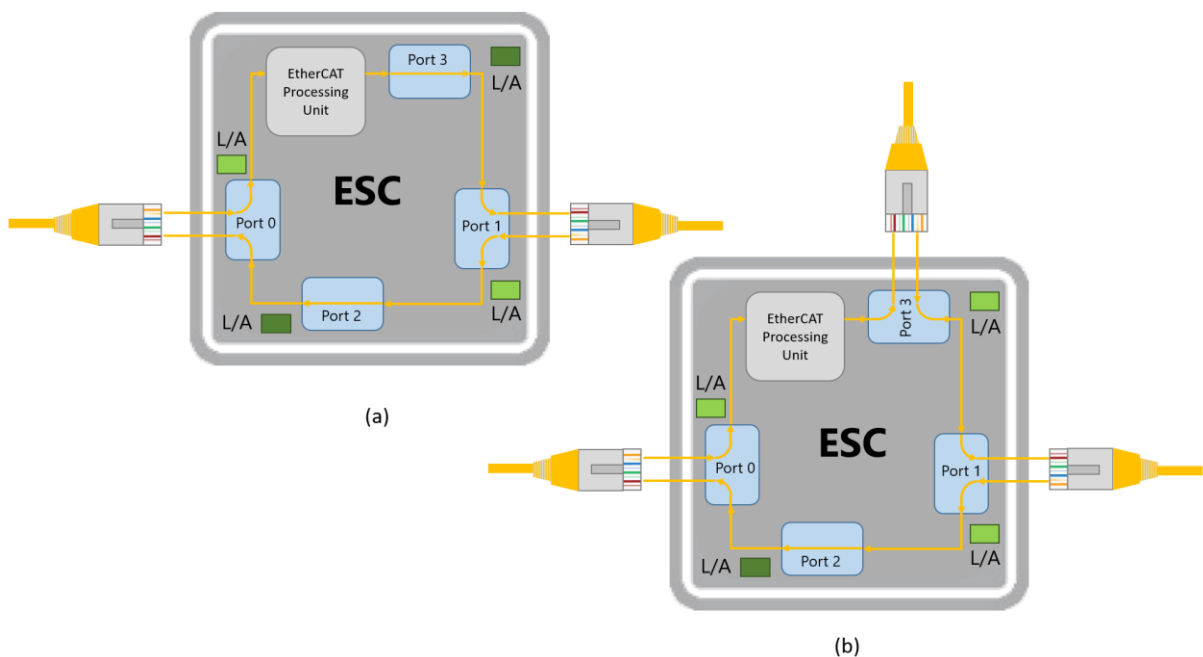 EtherCAT
Processing
Unit
Port 3
L/A
L/A
ESC
Port 0
Port 1
L/A
Port 2
L/A
(a)
EtherCAT
Processing
Unit
Port 3
L/A
L/A
ESC
Port 0
Port 1
L/A
Port 2
L/A
(b)